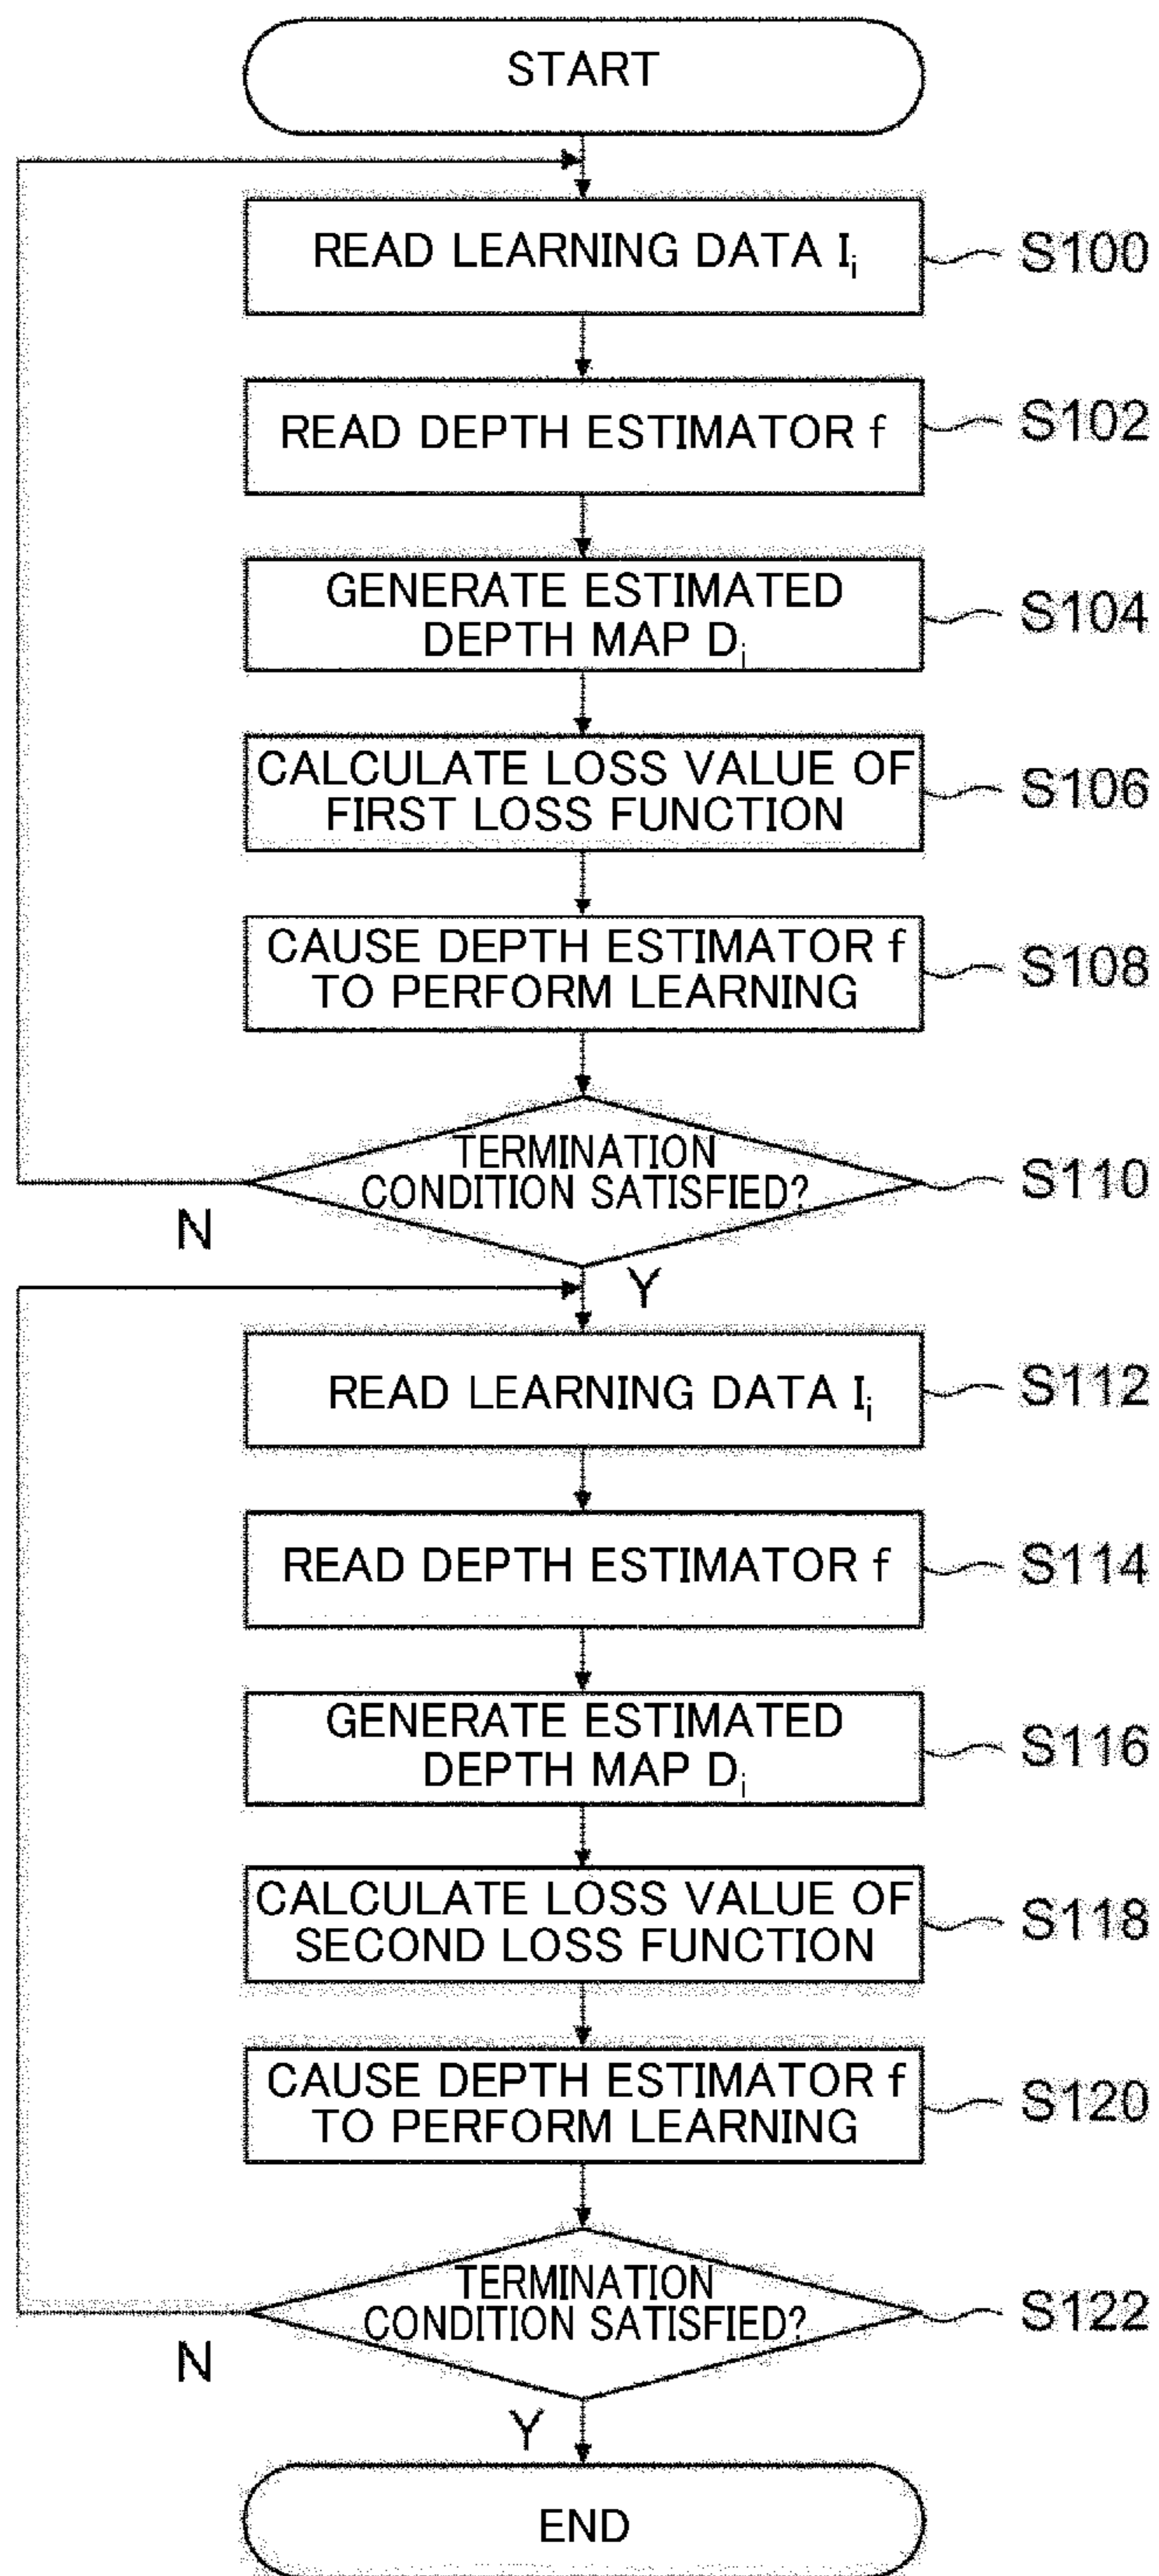 START
READ LEARNING DATA Ii
S100
READ DEPTH ESTIMATOR f
S102
GENERATE ESTIMATED
DEPTH MAP Di
S104
CALCULATE LOSS VALUE OF
FIRST LOSS FUNCTION
S106
CAUSE DEPTH ESTIMATOR f
TO PERFORM LEARNING
S108
TERMINATION
CONDITION SATISFIED?
S110
N
Y
READ LEARNING DATA Ii
S112
READ DEPTH ESTIMATOR f
S114
GENERATE ESTIMATED
DEPTH MAP Di
S116
CALCULATE LOSS VALUE OF
SECOND LOSS FUNCTION
S118
CAUSE DEPTH ESTIMATOR f
TO PERFORM LEARNING
S120
TERMINATION
CONDITION SATISFIED?
S122
N
Y
END